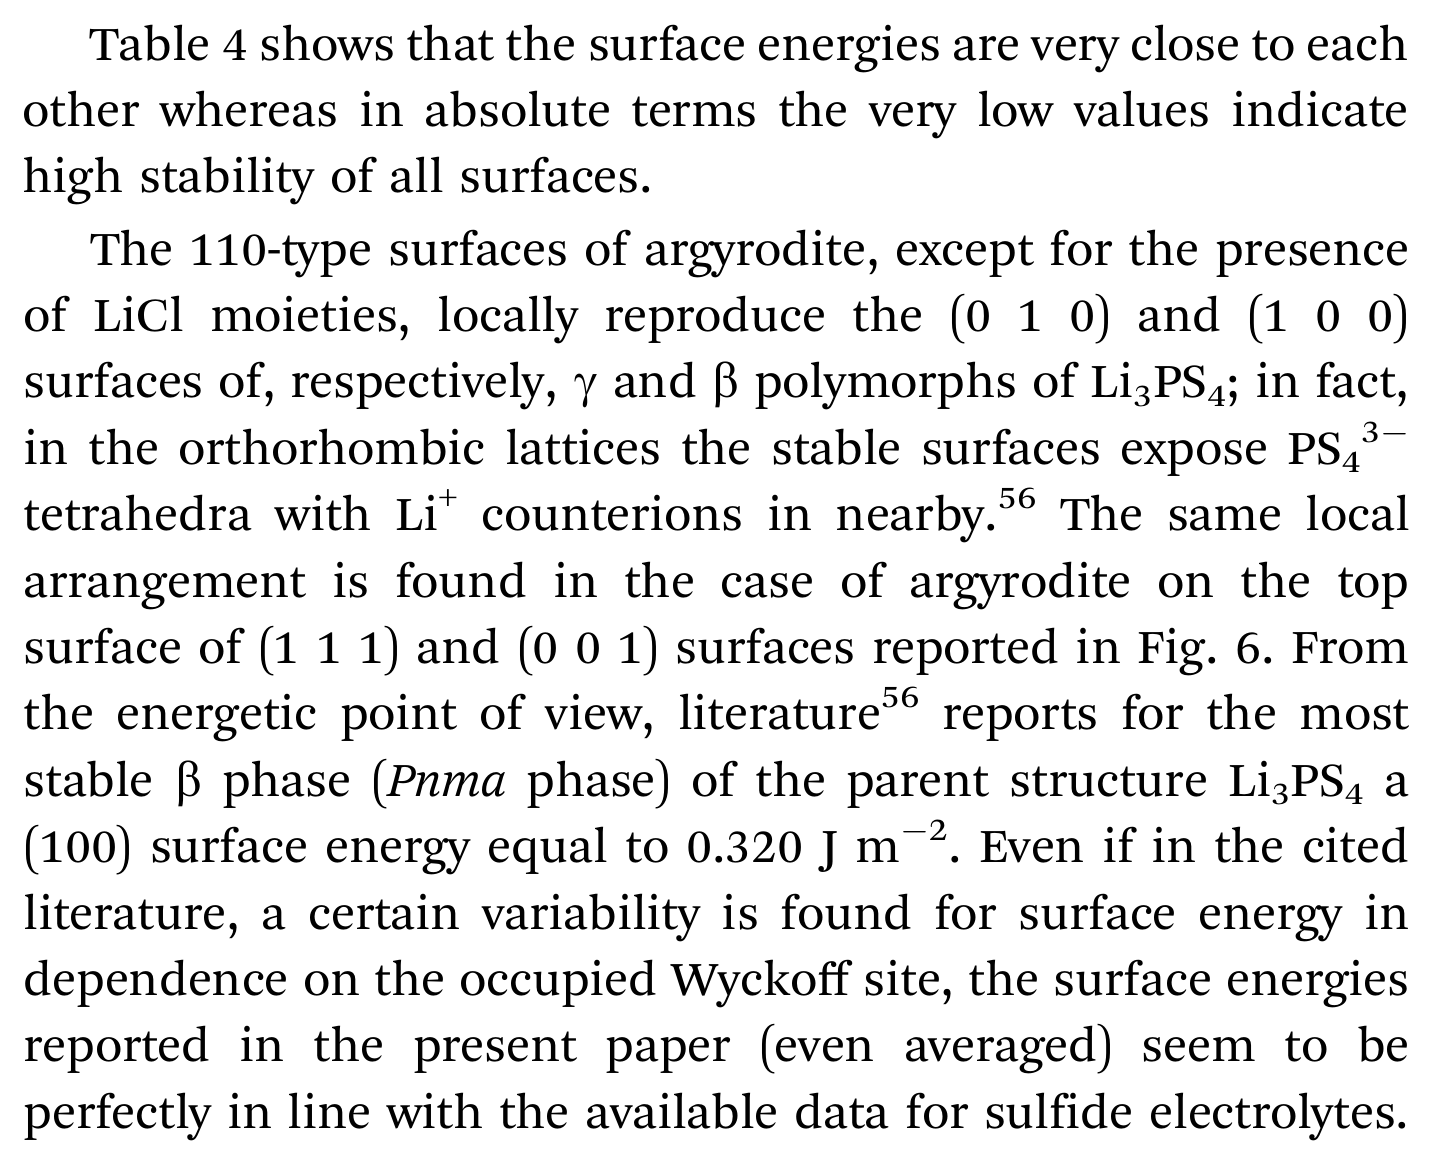 Table 4 shows that the surface energies are very close to each
other whereas in absolute terms the very low values indicate
high stability of all surfaces.
The 110-type surfaces of argyrodite, except for the presence
of LiCl moieties, locally reproduce the (0 1 0) and (1 0 0)
surfaces of, respectively, γ and β polymorphs of Li₃PS₄; in fact,
in the orthorhombic lattices the stable surfaces expose PS₄³⁻
tetrahedra with Li⁺ counterions in nearby.⁵⁶ The same local
arrangement is found in the case of argyrodite on the top
surface of (1 1 1) and (0 0 1) surfaces reported in Fig. 6. From
the energetic point of view, literature⁵⁶ reports for the most
stable β phase (Pnma phase) of the parent structure Li₃PS₄ a
(100) surface energy equal to 0.320 J m⁻². Even if in the cited
literature, a certain variability is found for surface energy in
dependence on the occupied Wyckoff site, the surface energies
reported in the present paper (even averaged) seem to be
perfectly in line with the available data for sulfide electrolytes.